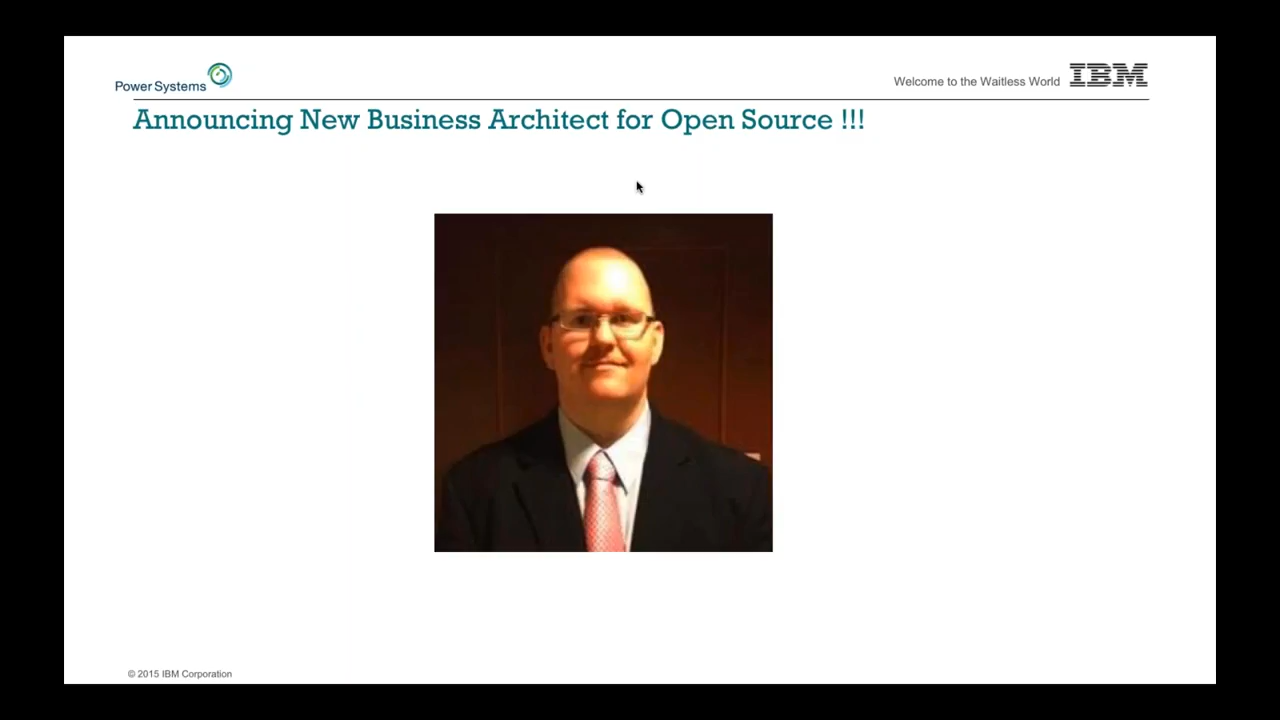 Power Systems
Welcome to the Waitless World IBM
Announcing New Business Architect for Open Source !!!
© 2015 IBM Corporation